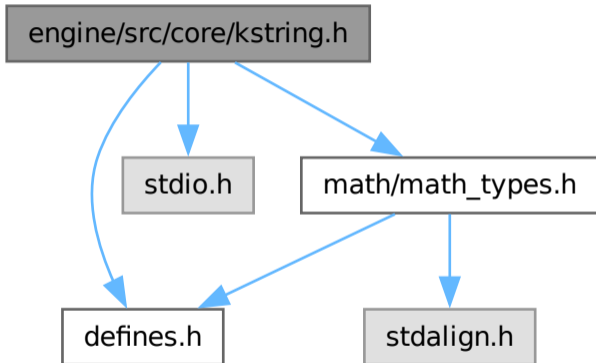 engine/src/core/kstring.h
stdio.h
math/math_types.h
defines.h
stdalign.h